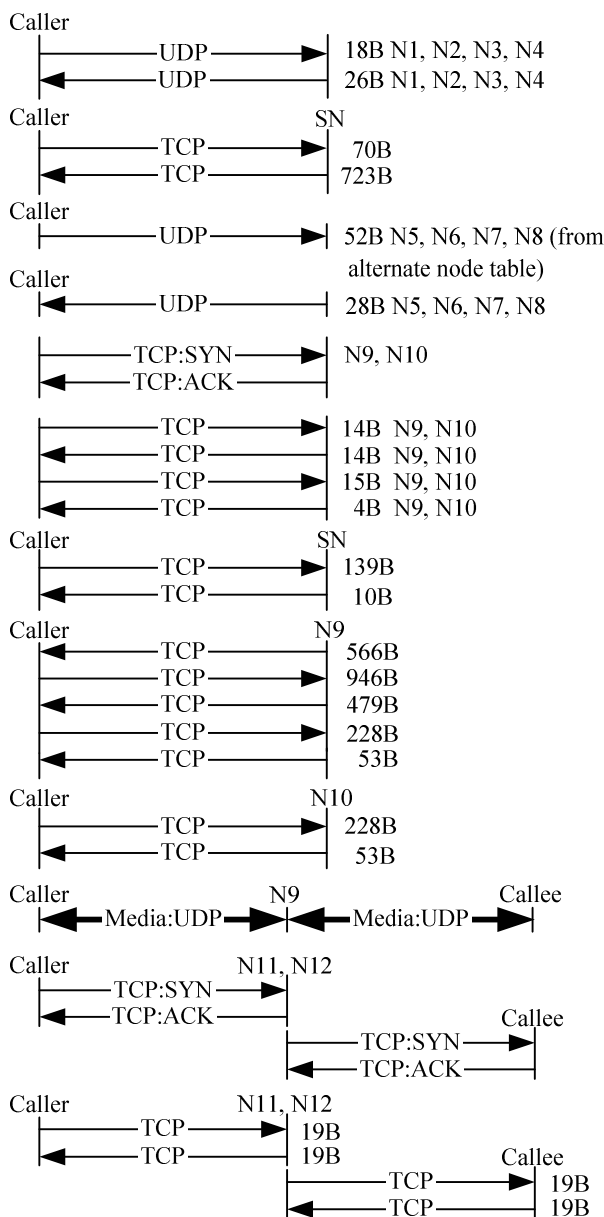 Caller
UDP 18B N1, N2, N3, N4
UDP 26B N1, N2, N3, N4
Caller SN
TCP 70B
TCP 723B
Caller
UDP 52B N5, N6, N7, N8 (from
alternate node table)
Caller
UDP 28B N5, N6, N7, N8
TCP:SYN N9, N10
TCP:ACK
TCP 14B N9, N10
TCP 14B N9, N10
TCP 15B N9, N10
TCP 4B N9, N10
Caller SN
TCP 139B
TCP 10B
Caller N9
TCP 566B
TCP 946B
TCP 479B
TCP 228B
TCP 53B
Caller N10
TCP 228B
TCP 53B
Caller N9 Callee
Media:UDP Media:UDP
Caller N11, N12
TCP:SYN
TCP:ACK Callee
TCP:SYN
TCP:ACK
Caller N11, N12
TCP 19B
TCP 19B Callee
TCP 19B
TCP 19B